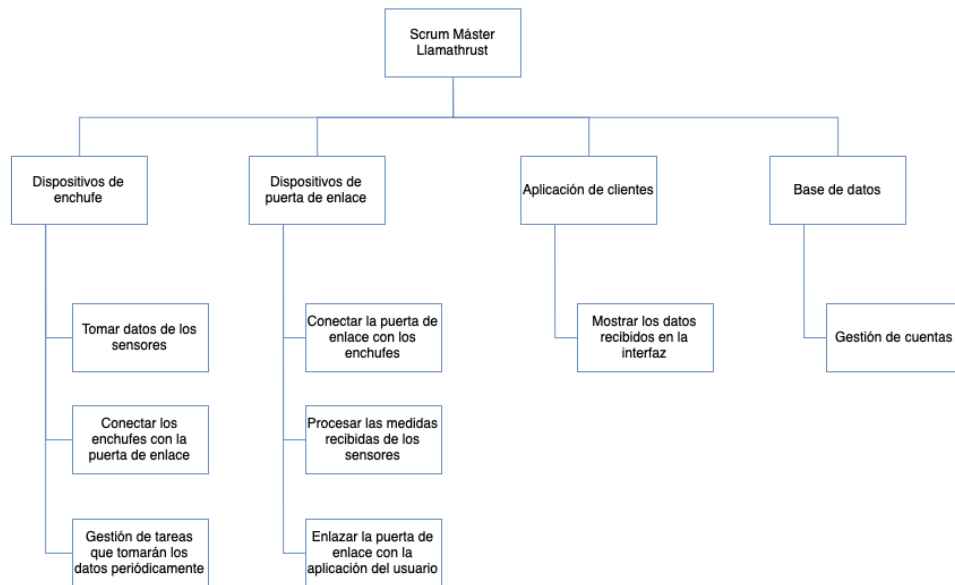 Scrum Máster
Llamathrust
Dispositivos de
enchufe
Dispositivos de
puerta de enlace
Aplicación de clientes
Base de datos
Tomar datos de los
sensores
Conectar la puerta de
enlace con los
enchufes
Mostrar los datos
recibidos en la
interfaz
Gestión de cuentas
Conectar los
enchufes con la
puerta de enlace
Procesar las medidas
recibidas de los
sensores
Gestión de tareas
que tomarán los
datos periódicamente
Enlazar la puerta de
enlace con la
aplicación del usuario